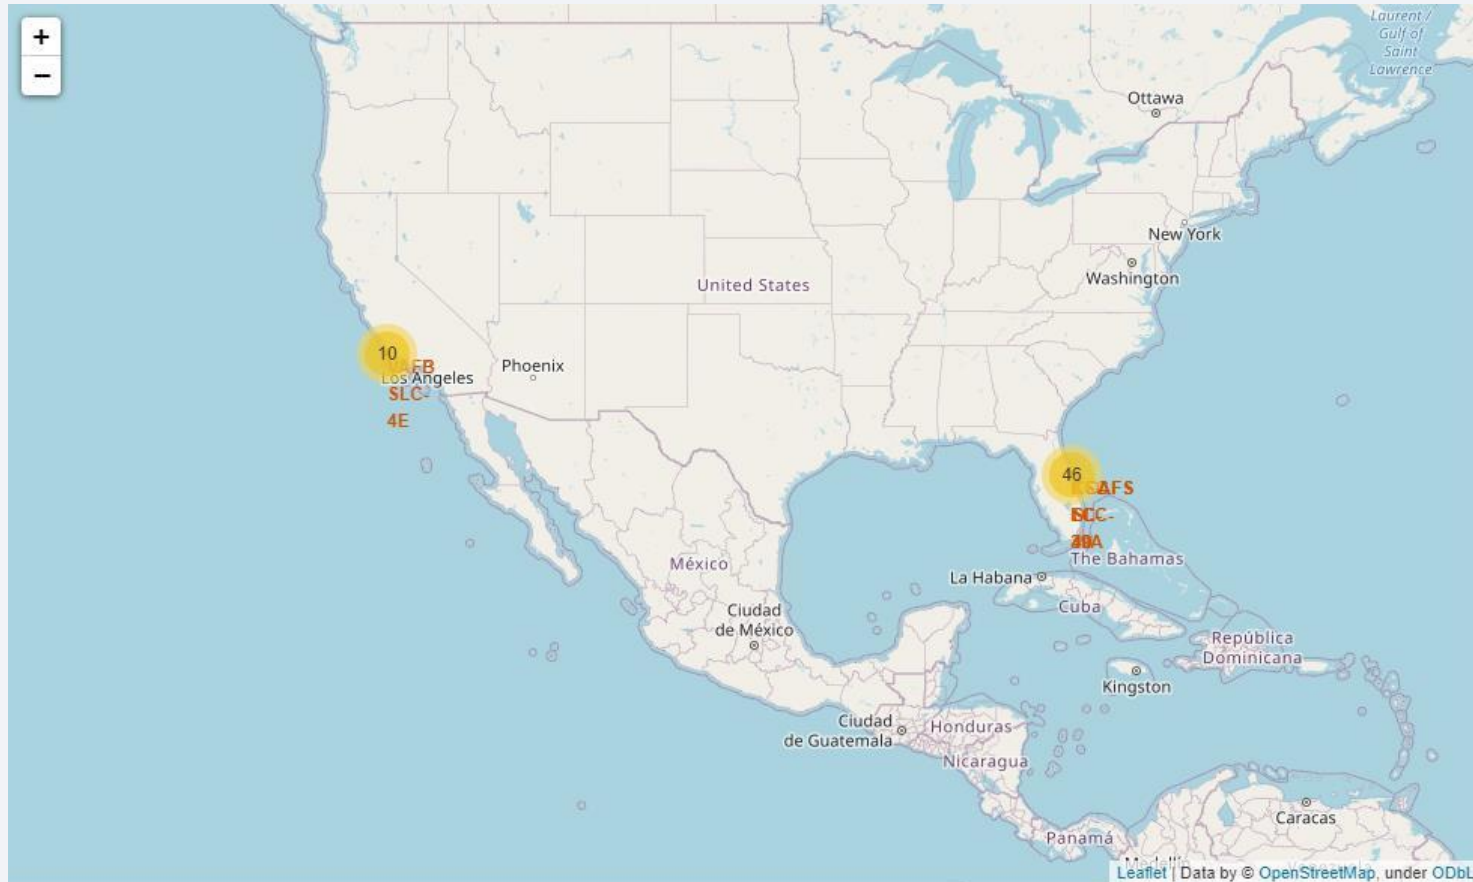 +
−
Laurent /
Gulf of
Saint
Lawrence
Ottawa
New York
Washington
United States
10
Phoenix
Los Angeles
SLC-
4E
46
The Bahamas
México
La Habana
Cuba
Ciudad
de México
República
Dominicana
Kingston
Ciudad
de Guatemala
Honduras
Nicaragua
Caracas
Panamá
Leaflet | Data by © OpenStreetMap, under ODbL